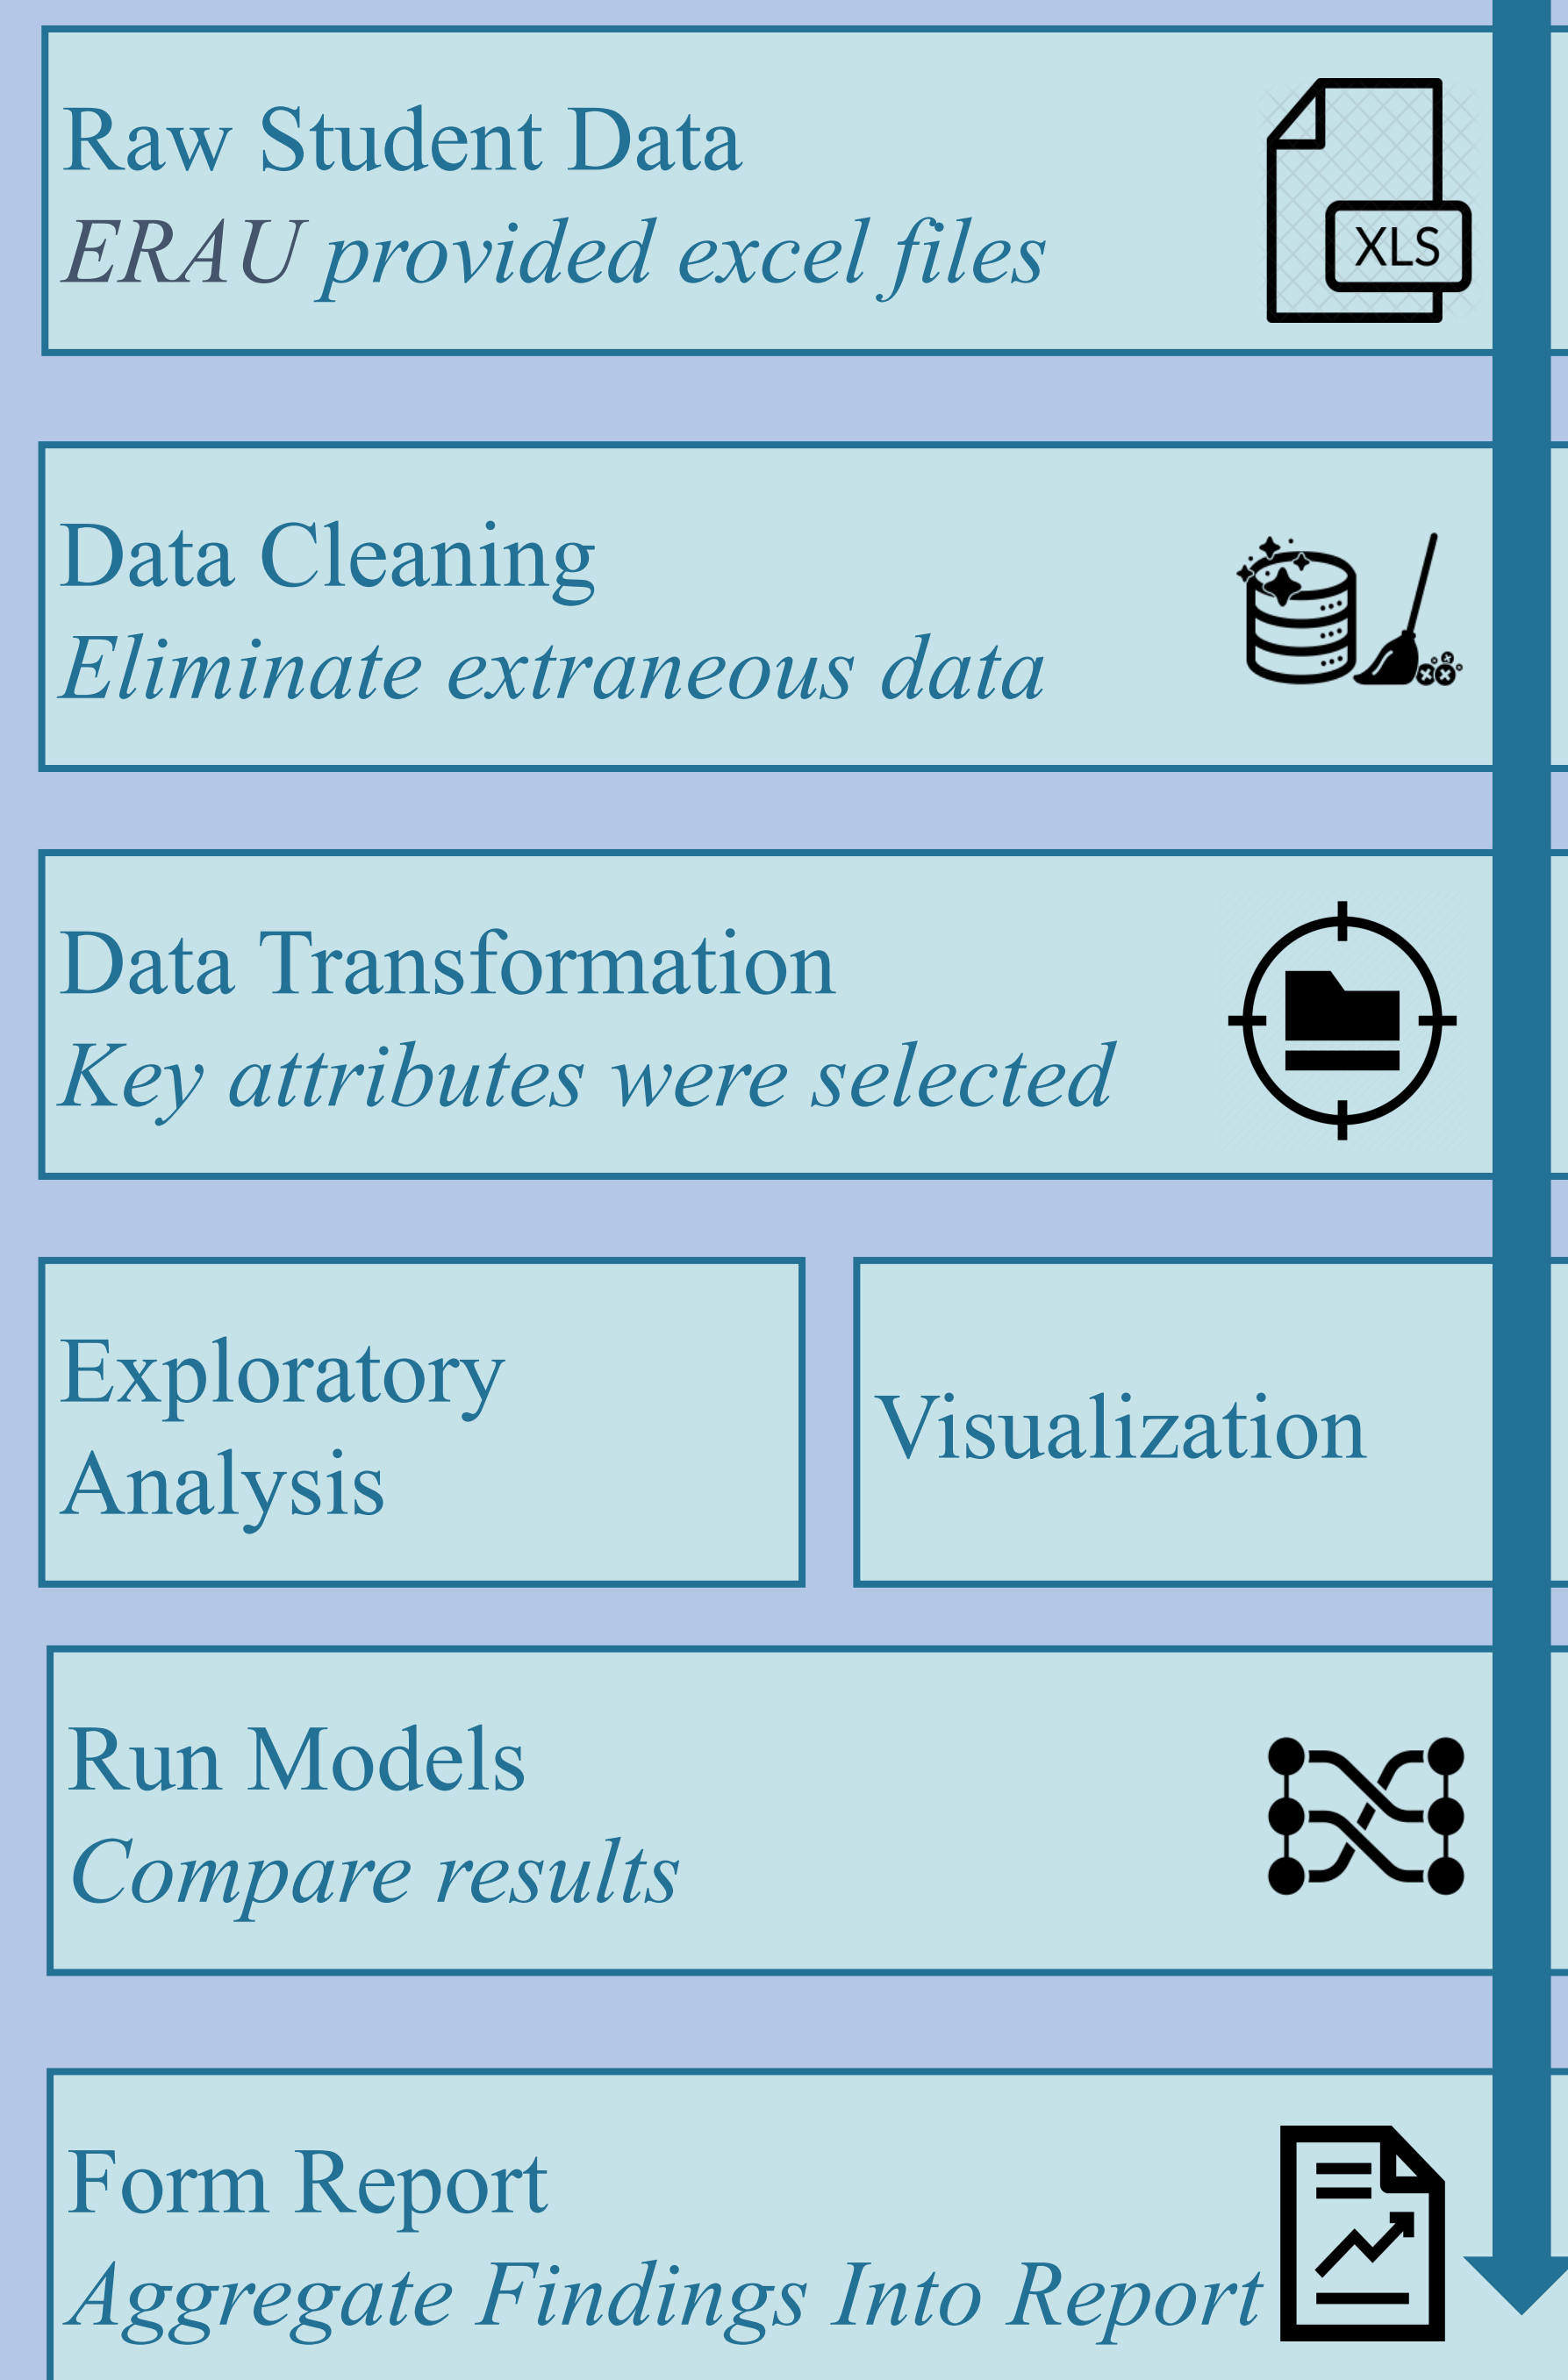 Raw Student Data
ERAU provided excel files
XLS
Data Cleaning
Eliminate extraneous data
Data Transformation
Key attributes were selected
Exploratory
Analysis
Visualization
Run Models
Compare results
Form Report
Aggregate Findings Into Report